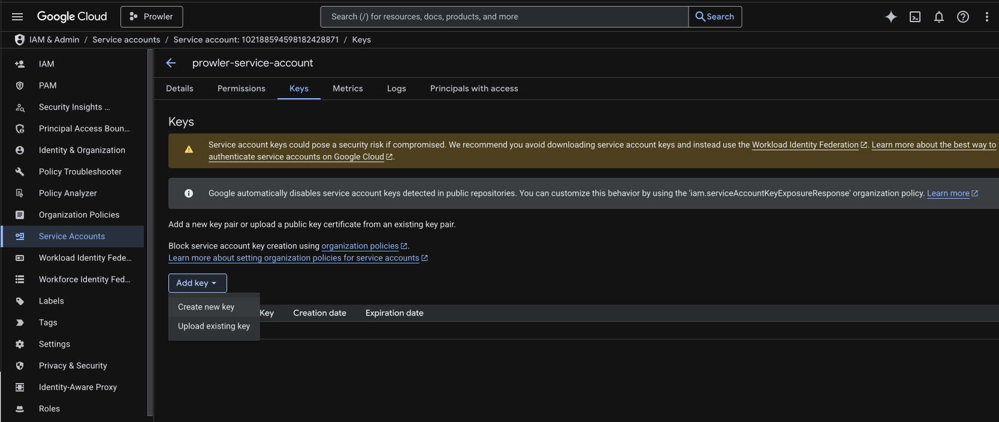 Google Cloud
Prowler
Search (/) for resources, docs, products, and more
Search
IAM & Admin / Service accounts / Service account: 102188594598182428871 / Keys
IAM
PAM
Security Insights ...
Principal Access Boun...
Identity & Organization
Policy Troubleshooter
Policy Analyzer
Organization Policies
Service Accounts
Workload Identity Fede...
Workforce Identity Fed...
Labels
Tags
Settings
Privacy & Security
Identity-Aware Proxy
Roles
prowler-service-account
Details Permissions Keys Metrics Logs Principals with access
Keys
Service account keys could pose a security risk if compromised. We recommend you avoid downloading service account keys and instead use the Workload Identity Federation. Learn more about the best way to
authenticate service accounts on Google Cloud.
Google automatically disables service account keys detected in public repositories. You can customize this behavior by using the 'iam.serviceAccountKeyExposureResponse' organization policy. Learn more
Add a new key pair or upload a public key certificate from an existing key pair.
Block service account key creation using organization policies.
Learn more about setting organization policies for service accounts
Add key
Create new key
Upload existing key
Key Creation date Expiration date